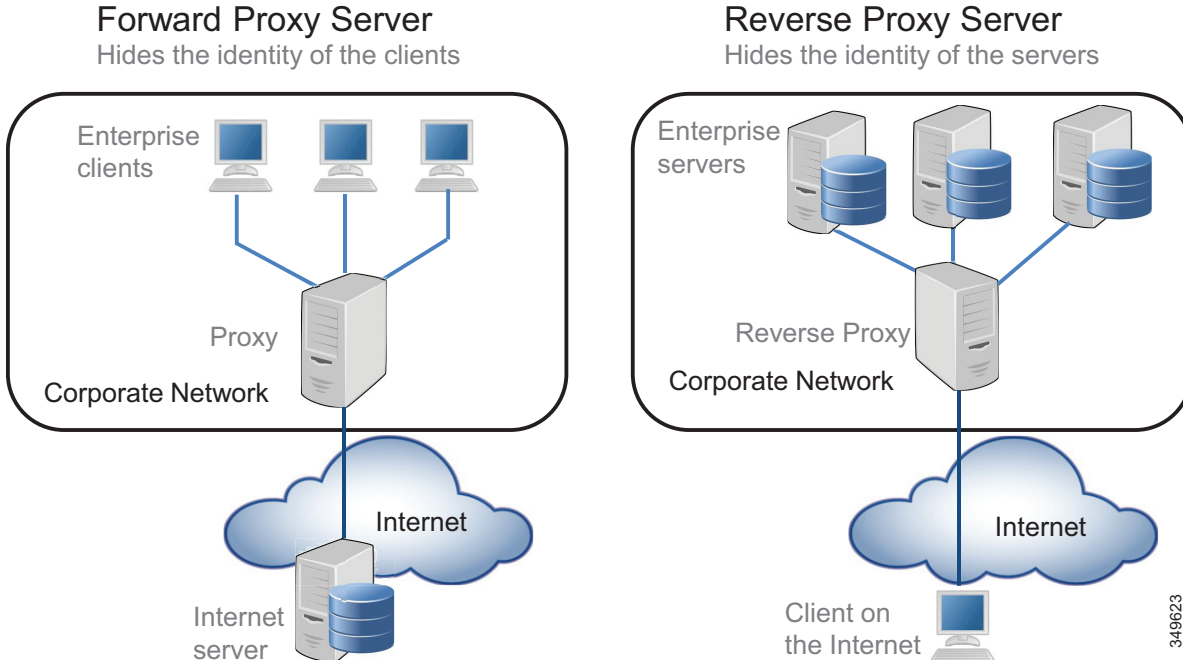 Forward Proxy Server
Hides the identity of the clients
Enterprise
clients
Proxy
Corporate Network
Internet
Internet
server
Reverse Proxy Server
Hides the identity of the servers
Enterprise
servers
Reverse Proxy
Corporate Network
Internet
Client on
the Internet
349623